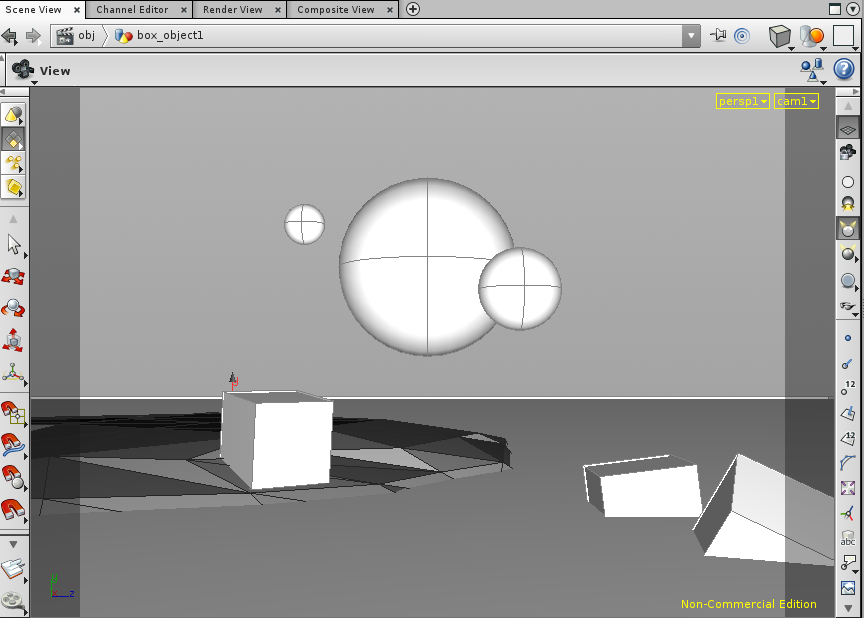 Scene View
Channel Editor
Render View
Composite View
obj
box_object1
View
persp1
cam1
12
12
abc
y
x z
Non-Commercial Edition